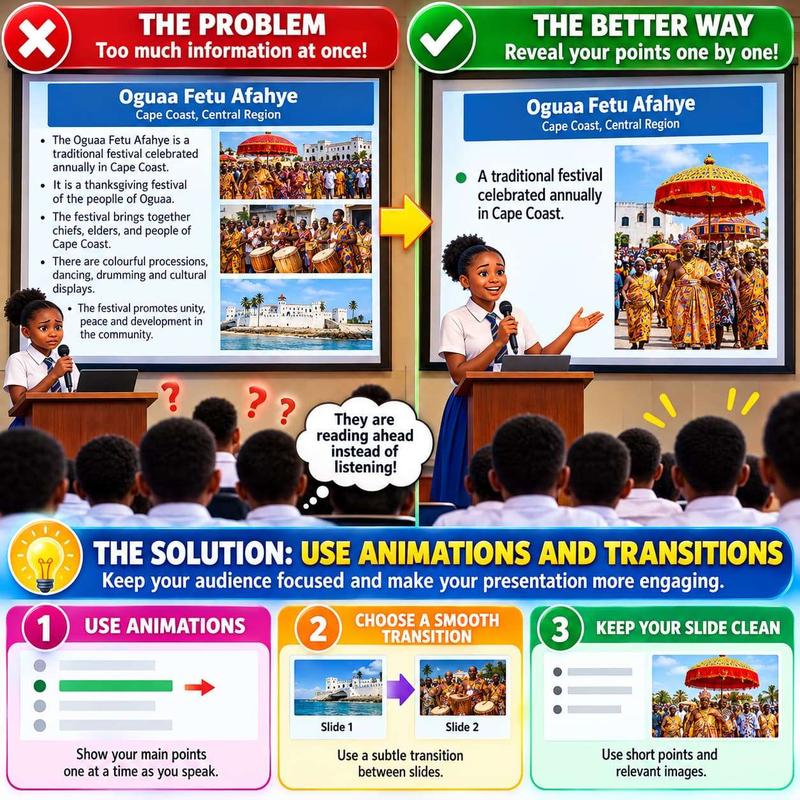 THE PROBLEM
Too much information at once!
Oguaa Fetu Afahye
Cape Coast, Central Region
• The Oguaa Fetu Afahye is a
traditional festival celebrated
annually in Cape Coast.
• It is a thanksgiving festival
of the peoplle of Oguaa.
• The festival brings together
chiefs, elders, and people of
Cape Coast.
• There are colourful processions,
dancing, drumming and cultural
displays.
• The festival promotes unity,
peace and development in
the community.
? ? ?
They are
reading ahead
instead of
listening!
THE BETTER WAY
Reveal your points one by one!
Oguaa Fetu Afahye
Cape Coast, Central Region
• A traditional festival
celebrated annually
in Cape Coast.
THE SOLUTION: USE ANIMATIONS AND TRANSITIONS
Keep your audience focused and make your presentation more engaging.
1 USE ANIMATIONS
Show your main points
one at a time as you speak.
2 CHOOSE A SMOOTH
TRANSITION
Slide 1
Slide 2
Use a subtle transition
between slides.
3 KEEP YOUR SLIDE CLEAN
Use short points and
relevant images.